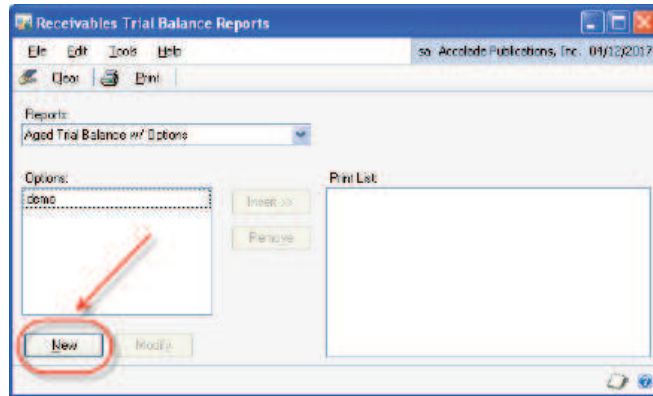 Receivables Trial Balance Reports
File Edit Tools Help sa Accolade Publications, Inc. 04/12/2017
Clear Print
Reports:
Aged Trial Balance w/ Options
Options:
demo
Insert >>
Remove
Print List:
New
Modify